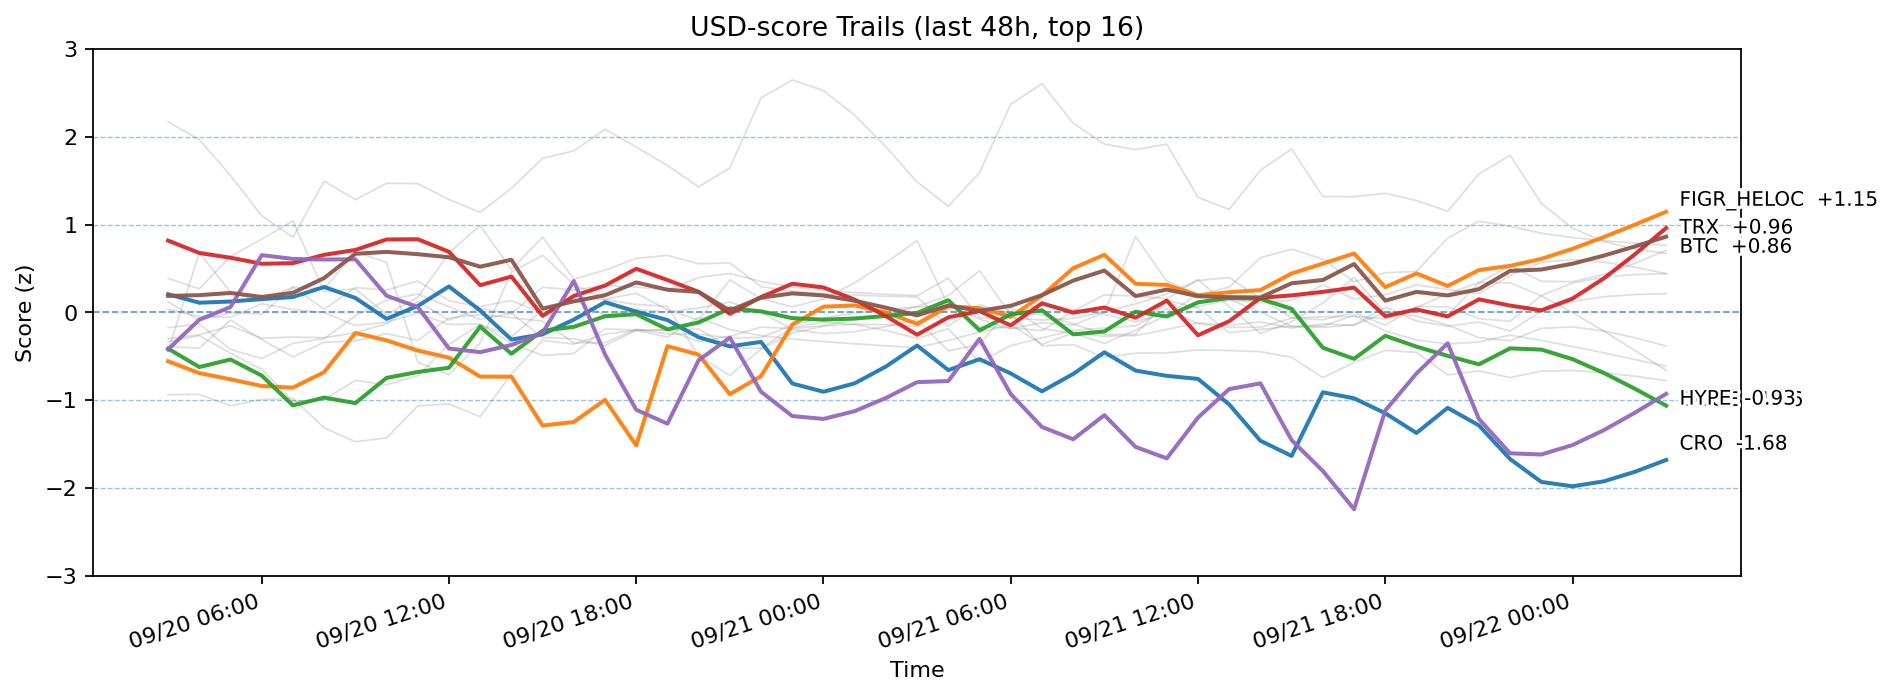 USD-score Trails (last 48h, top 16)
3
2
1
0
−1
−2
−3
Score (z)
FIGR_HELOC +1.15
TRX +0.96
BTC +0.86
HYPE -0.93
CRO -1.68
09/20 06:00
09/20 12:00
09/20 18:00
09/21 00:00
09/21 06:00
09/21 12:00
09/21 18:00
09/22 00:00
Time